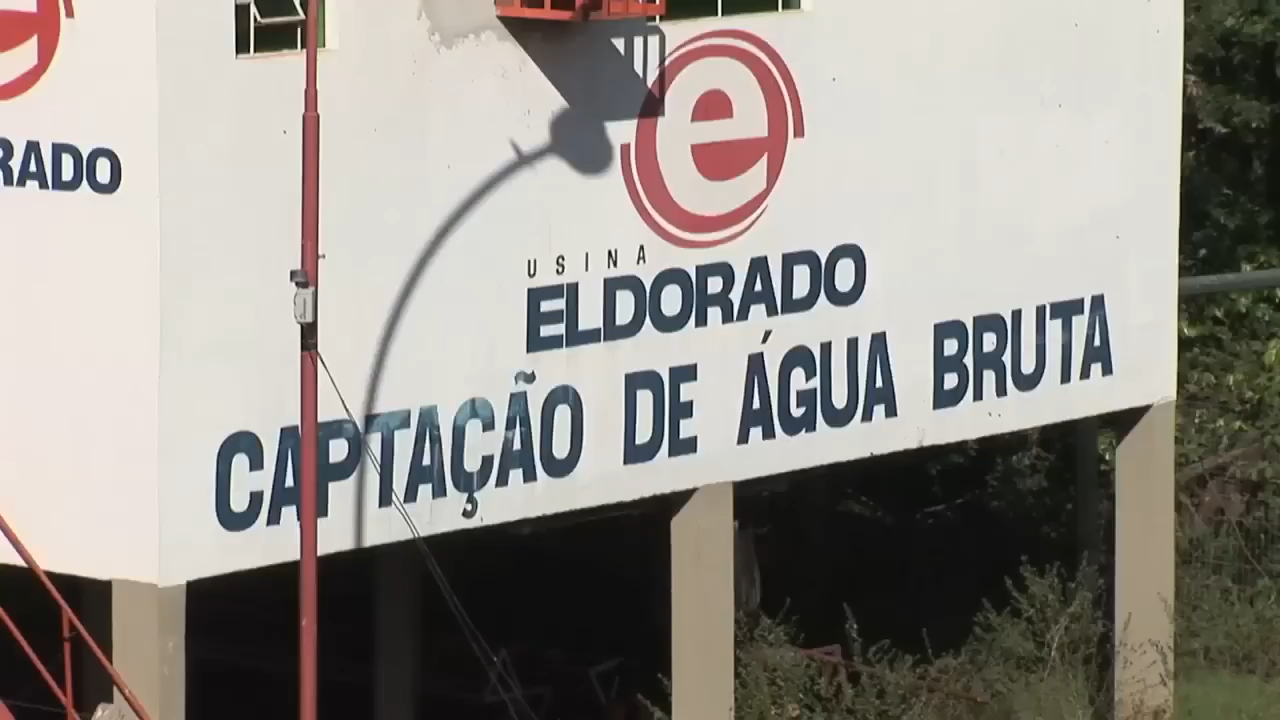 RADO
e
USINA
ELDORADO
CAPTAÇÃO DE ÁGUA BRUTA